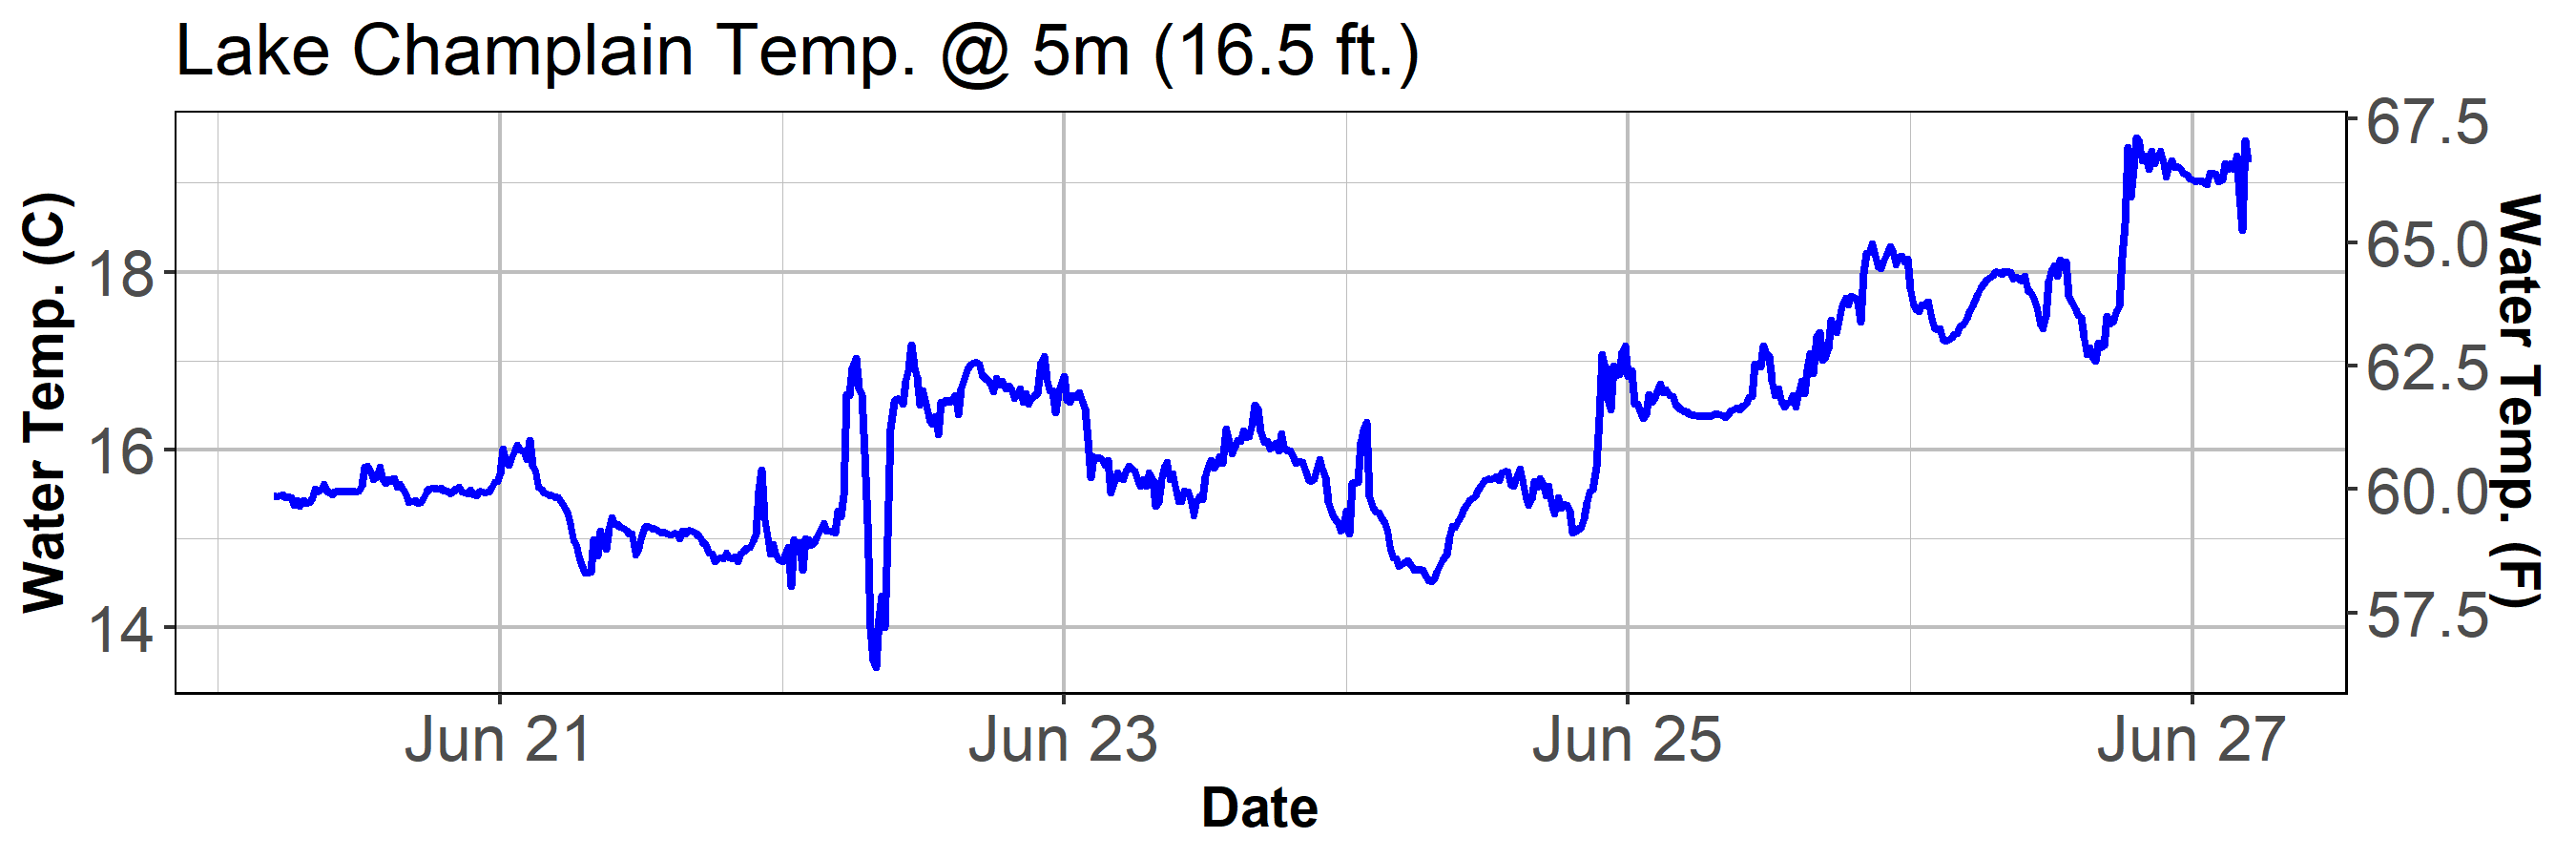 Lake Champlain Temp. @ 5m (16.5 ft.)
Water Temp. (C)
18
16
14
67.5
65.0
62.5
60.0
57.5
Water Temp. (F)
Jun 21 Jun 23 Jun 25 Jun 27
Date